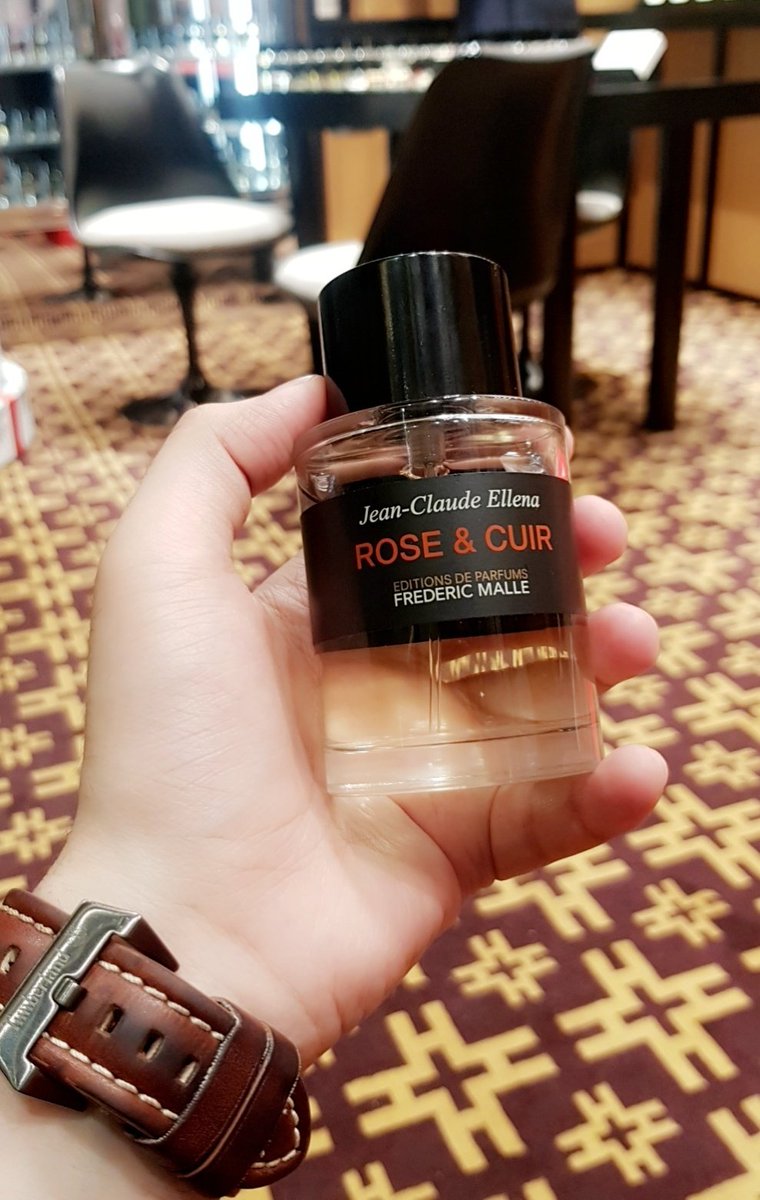 Jean-Claude Ellena
ROSE & CUIR
EDITIONS DE PARFUMS
FREDERIC MALLE